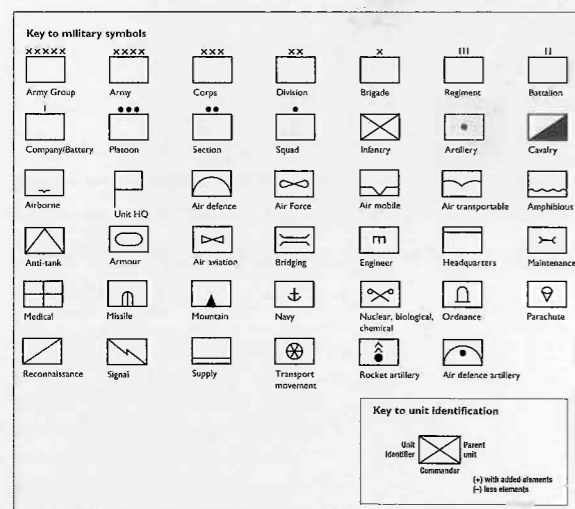 Key to military symbols
XXXXX XXXX XXX XX X III II
Army Group Army Corps Division Brigade Regiment Battalion
I ●●● ●● ●
Company/Battery Platoon Section Squad Infantry Artillery Cavalry
Airborne Unit HQ Air defence Air Force Air mobile Air transportable Amphibious
Anti-tank Armour Air aviation Bridging Engineer Headquarters Maintenance
Medical Missile Mountain Navy Nuclear, biological, Ordnance Parachute
chemical
Reconnaissance Signal Supply Transport Rocket artillery Air defence artillery
movement
Key to unit identification
Unit Parent
Identifier unit
Commander
(+) with added elements
(–) less elements